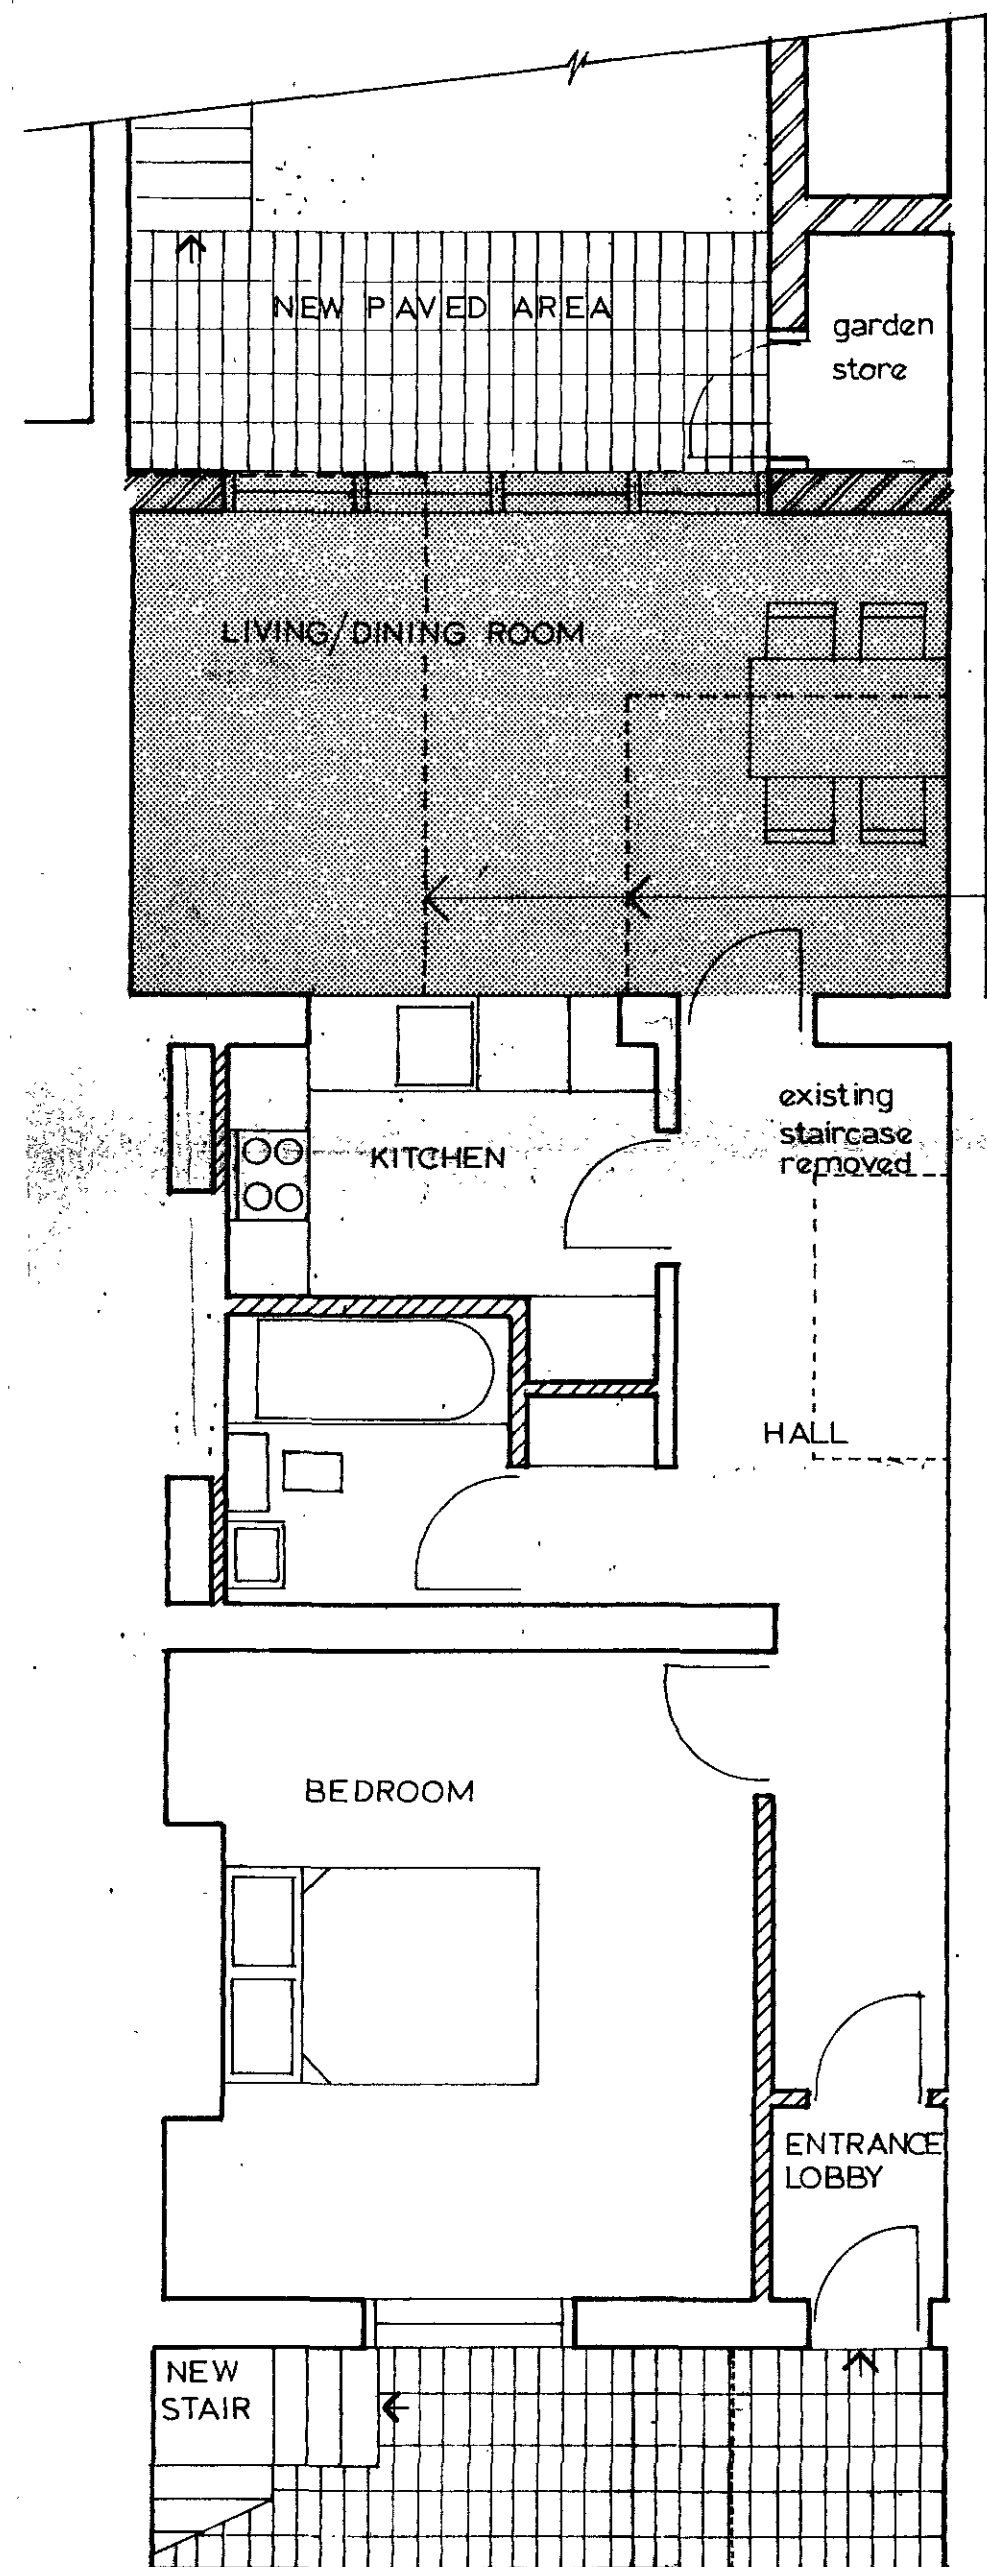 NEW PAVED AREA
garden
store
LIVING/DINING ROOM
existing
staircase
removed
KITCHEN
HALL
BEDROOM
ENTRANCE
LOBBY
NEW
STAIR